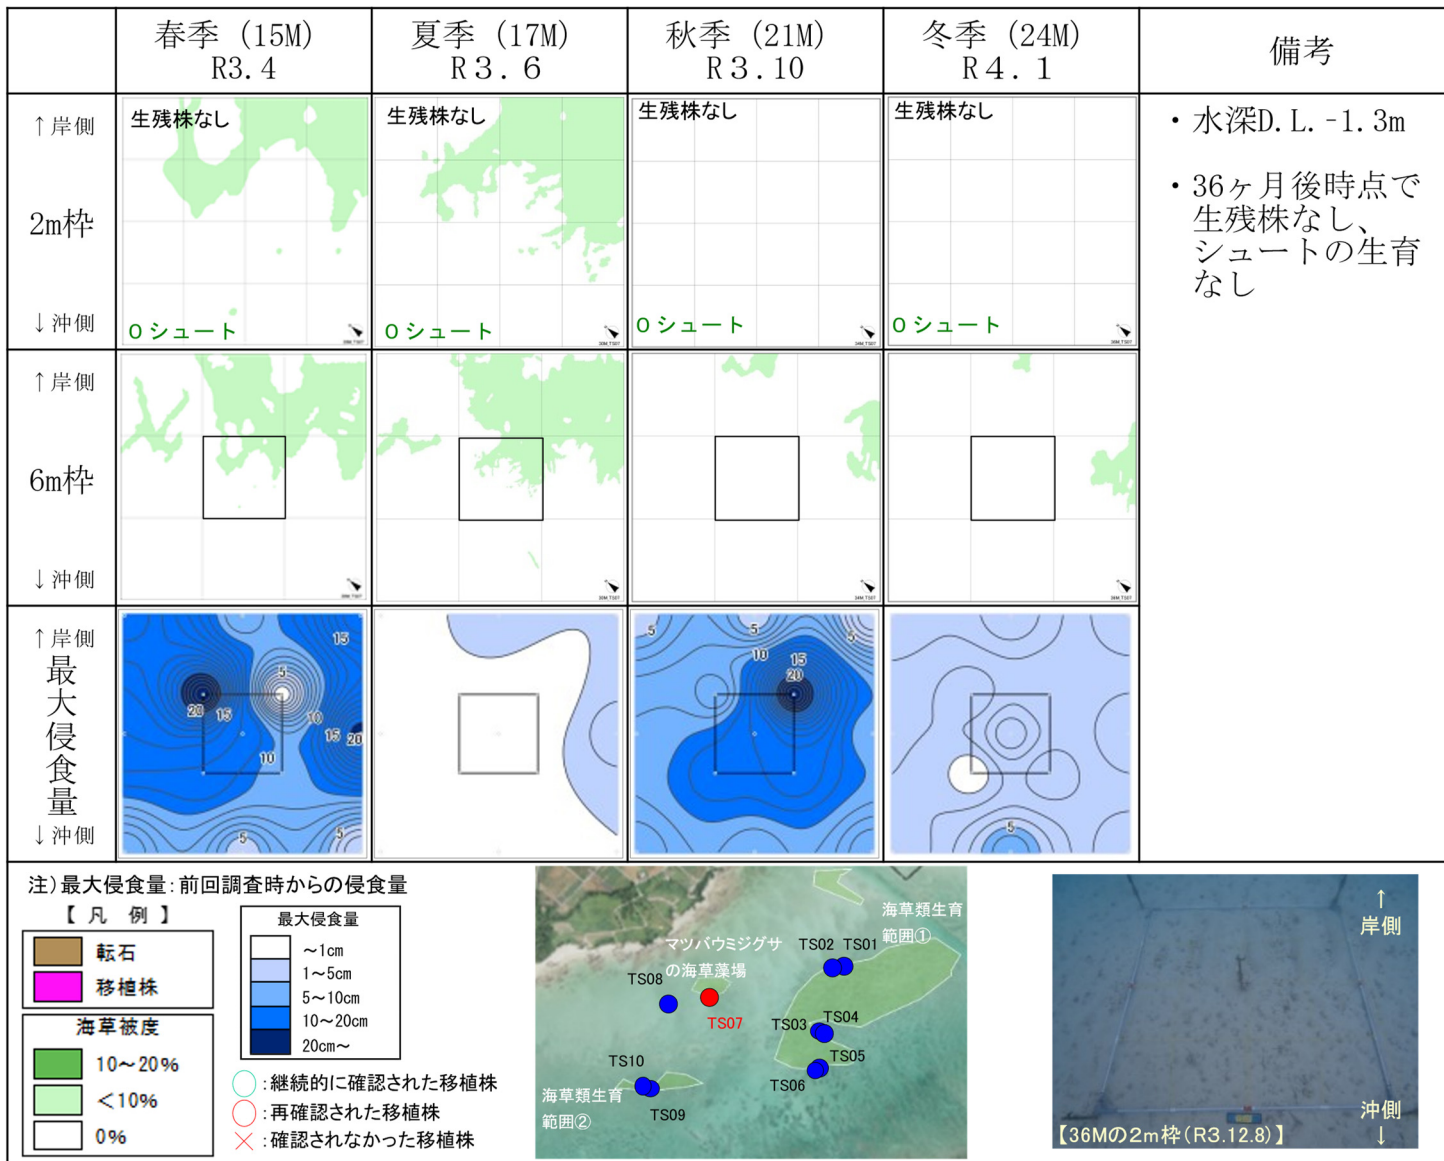 春季 (15M)
R3.4
夏季 (17M)
R３.６
秋季 (21M)
R３.10
冬季 (24M)
R４.１
備考
↑岸側
2m枠
↓沖側
生残株なし
0 シュート
生残株なし
0 シュート
生残株なし
0 シュート
生残株なし
0 シュート
・水深D.L.-1.3m
・36ヶ月後時点で
生残株なし、
シュートの生育
なし
↑岸側
6m枠
↓沖側
↑岸側
最大侵食量
↓沖側
15
5
20
15
10
15
20
10
5
5
5
5
5
10
15
20
5
注)最大侵食量:前回調査時からの侵食量
【 凡 例 】
転石
移植株
海草被度
10～20%
＜10%
0%
最大侵食量
～1cm
1～5cm
5～10cm
10～20cm
20cm～
:継続的に確認された移植株
:再確認された移植株
:確認されなかった移植株
海草類生育
範囲①
マツバウミジグサ
の海草藻場
TS02
TS01
TS08
TS07
TS03
TS04
TS05
TS06
TS10
TS09
海草類生育
範囲②
↑
岸側
沖側
↓
【36Mの2m枠(R3.12.8)】